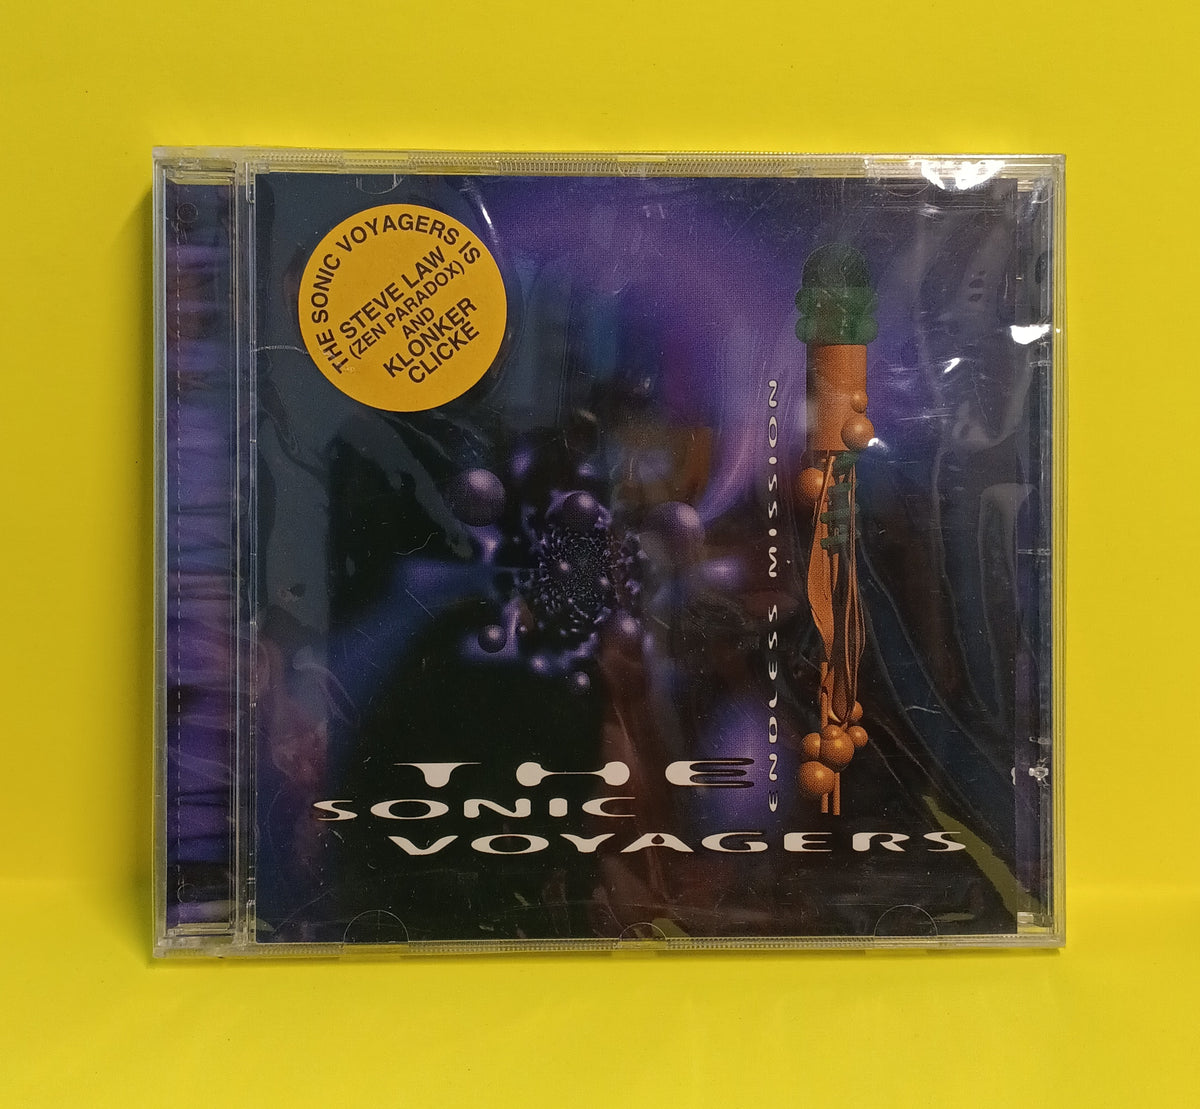 THE SONIC VOYAGERS IS
STEVE LAW
(ZEN PARADOX)
AND
KLONKER
CLICKE
ENDLESS MISSION
THE
SONIC
VOYAGERS